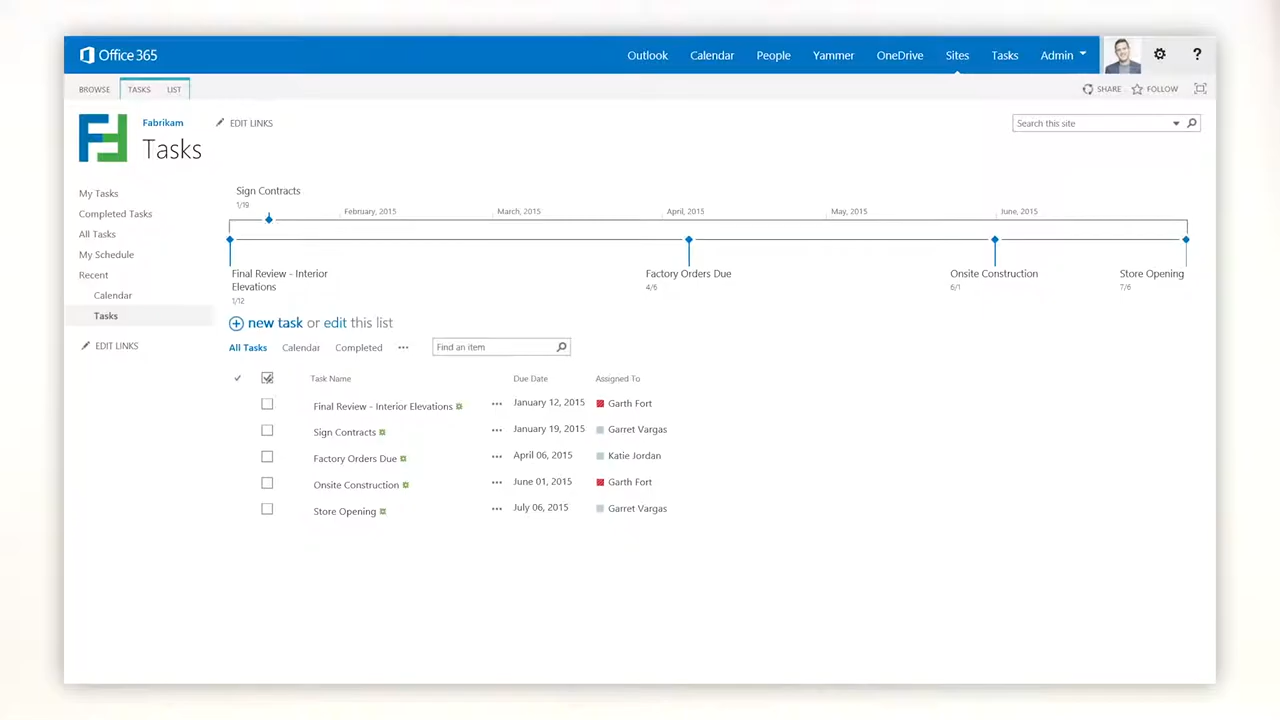 Office 365
Outlook Calendar People Yammer OneDrive Sites Tasks Admin ?
BROWSE TASKS LIST
SHARE FOLLOW
Fabrikam EDIT LINKS
Search this site
Tasks
My Tasks
Completed Tasks
All Tasks
My Schedule
Recent
Calendar
Tasks
EDIT LINKS
Sign Contracts
1/19
February, 2015 March, 2015 April, 2015 May, 2015 June, 2015
Final Review - Interior
Elevations
1/12
Factory Orders Due
4/6
Onsite Construction
6/1
Store Opening
7/6
new task or edit this list
All Tasks Calendar Completed ••• Find an item
Task Name Due Date Assigned To
Final Review - Interior Elevations ••• January 12, 2015 Garth Fort
Sign Contracts ••• January 19, 2015 Garret Vargas
Factory Orders Due ••• April 06, 2015 Katie Jordan
Onsite Construction ••• June 01, 2015 Garth Fort
Store Opening ••• July 06, 2015 Garret Vargas